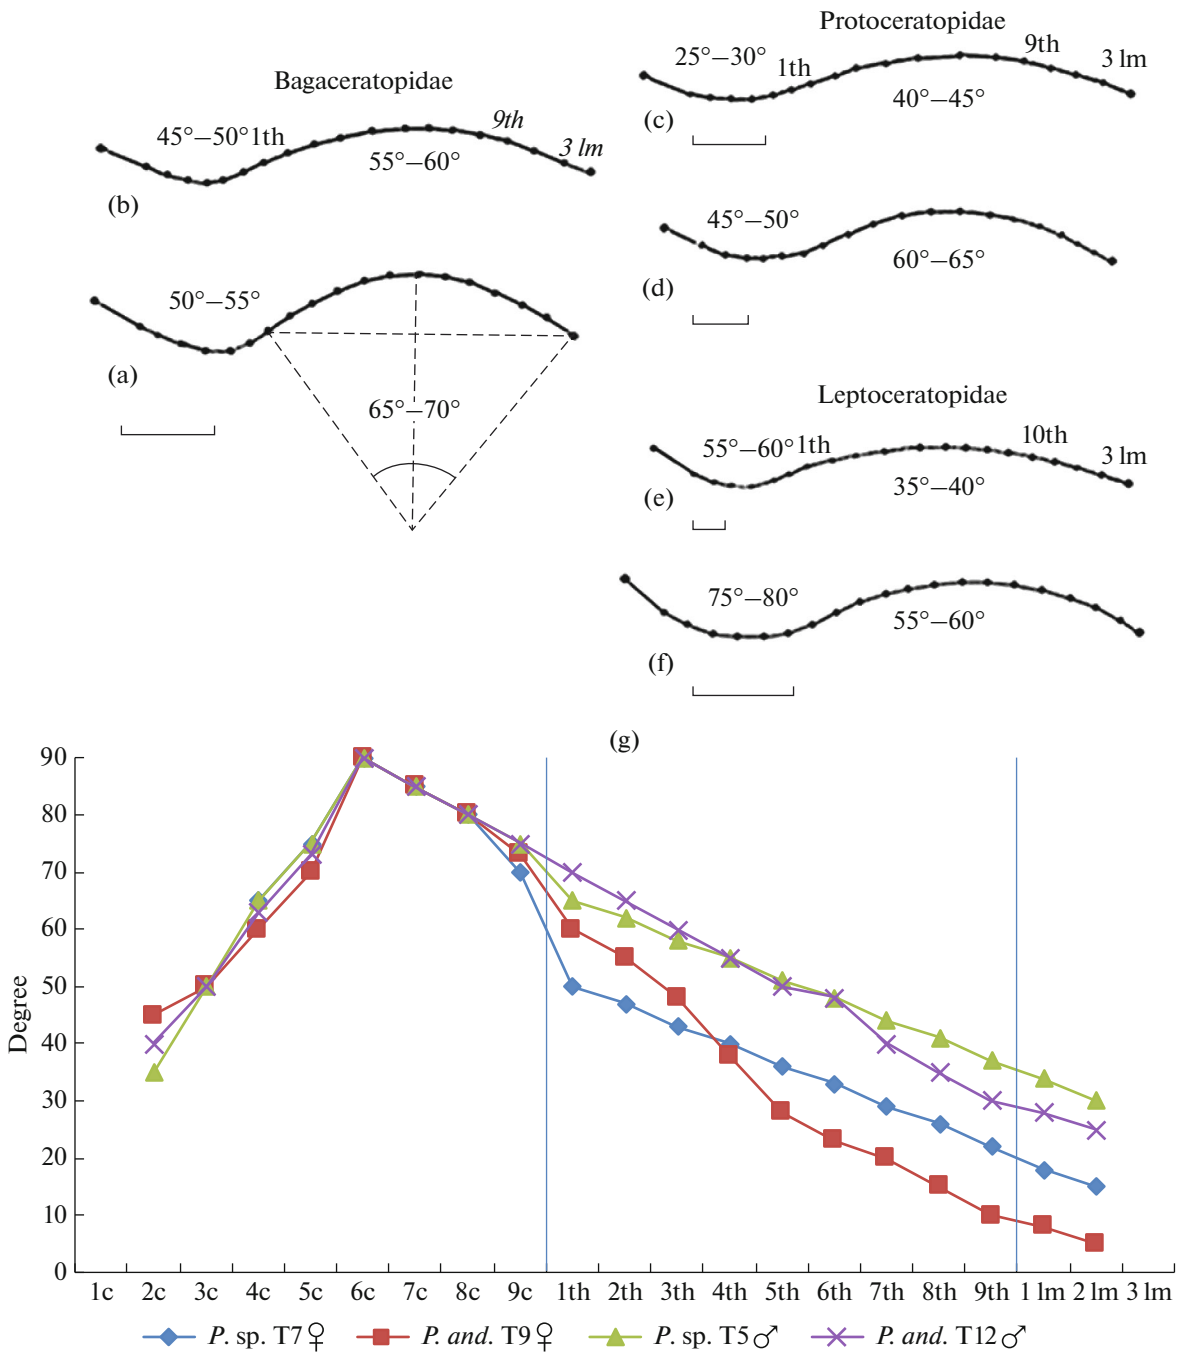 Protoceratopidae
25°–30°
1th
9th
3 lm
40°–45°
(c)
Bagaceratopidae
45°–50°1th
9th
3 lm
55°–60°
(b)
45°–50°
60°–65°
(d)
50°–55°
(a)
65°–70°
Leptoceratopidae
55°–60°1th
10th
3 lm
35°–40°
(e)
75°–80°
55°–60°
(f)
(g)
90
80
70
60
50
40
30
20
10
0
Degree
1c 2c 3c 4c 5c 6c 7c 8c 9c 1th 2th 3th 4th 5th 6th 7th 8th 9th 1 lm 2 lm 3 lm
P. sp. T7♀ P. and. T9♀ P. sp. T5♂ P. and. T12♂